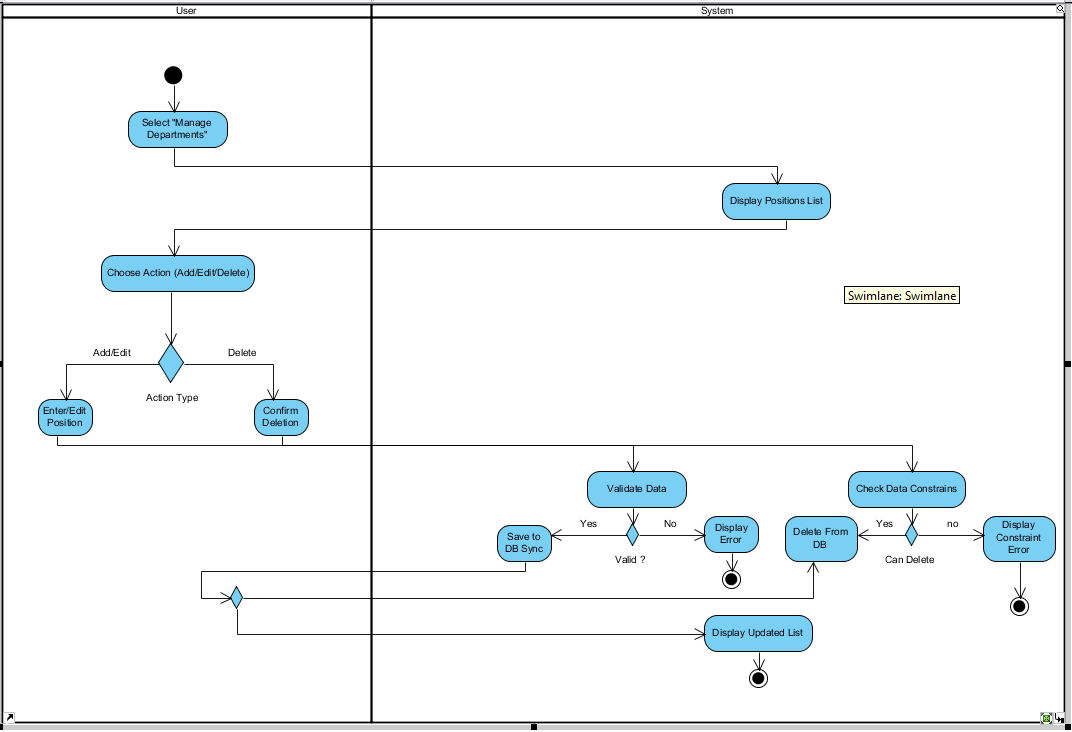 User
System
Select "Manage
Departments"
Display Positions List
Choose Action (Add/Edit/Delete)
Swimlane: Swimlane
Add/Edit
Delete
Action Type
Enter/Edit
Position
Confirm
Deletion
Validate Data
Check Data Constrains
Yes
No
Save to
DB Sync
Display
Error
Valid ?
Delete From
DB
Yes
no
Display
Constraint
Error
Can Delete
Display Updated List